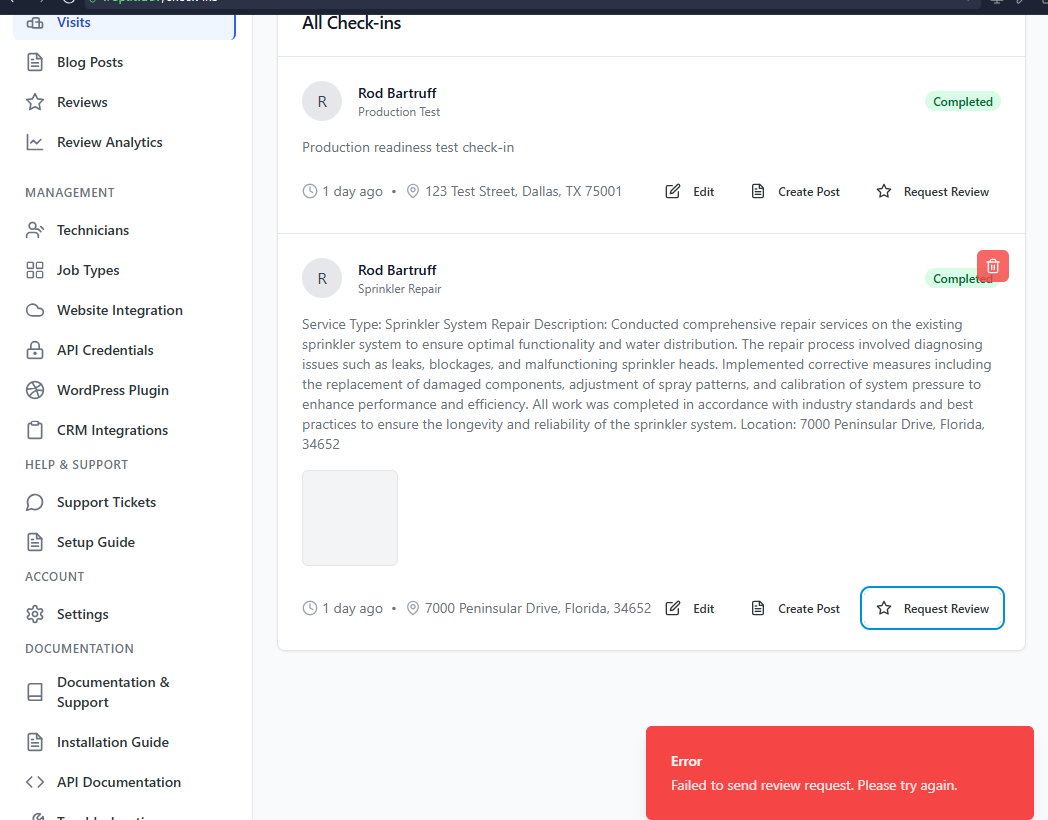 Visits
Blog Posts
Reviews
Review Analytics
MANAGEMENT
Technicians
Job Types
Website Integration
API Credentials
WordPress Plugin
CRM Integrations
HELP & SUPPORT
Support Tickets
Setup Guide
ACCOUNT
Settings
DOCUMENTATION
Documentation &
Support
Installation Guide
API Documentation
All Check-ins
R
Rod Bartruff
Production Test
Completed
Production readiness test check-in
1 day ago • 123 Test Street, Dallas, TX 75001
Edit
Create Post
Request Review
R
Rod Bartruff
Sprinkler Repair
Completed
Service Type: Sprinkler System Repair Description: Conducted comprehensive repair services on the existing
sprinkler system to ensure optimal functionality and water distribution. The repair process involved diagnosing
issues such as leaks, blockages, and malfunctioning sprinkler heads. Implemented corrective measures including
the replacement of damaged components, adjustment of spray patterns, and calibration of system pressure to
enhance performance and efficiency. All work was completed in accordance with industry standards and best
practices to ensure the longevity and reliability of the sprinkler system. Location: 7000 Peninsular Drive, Florida,
34652
1 day ago • 7000 Peninsular Drive, Florida, 34652
Edit
Create Post
Request Review
Error
Failed to send review request. Please try again.